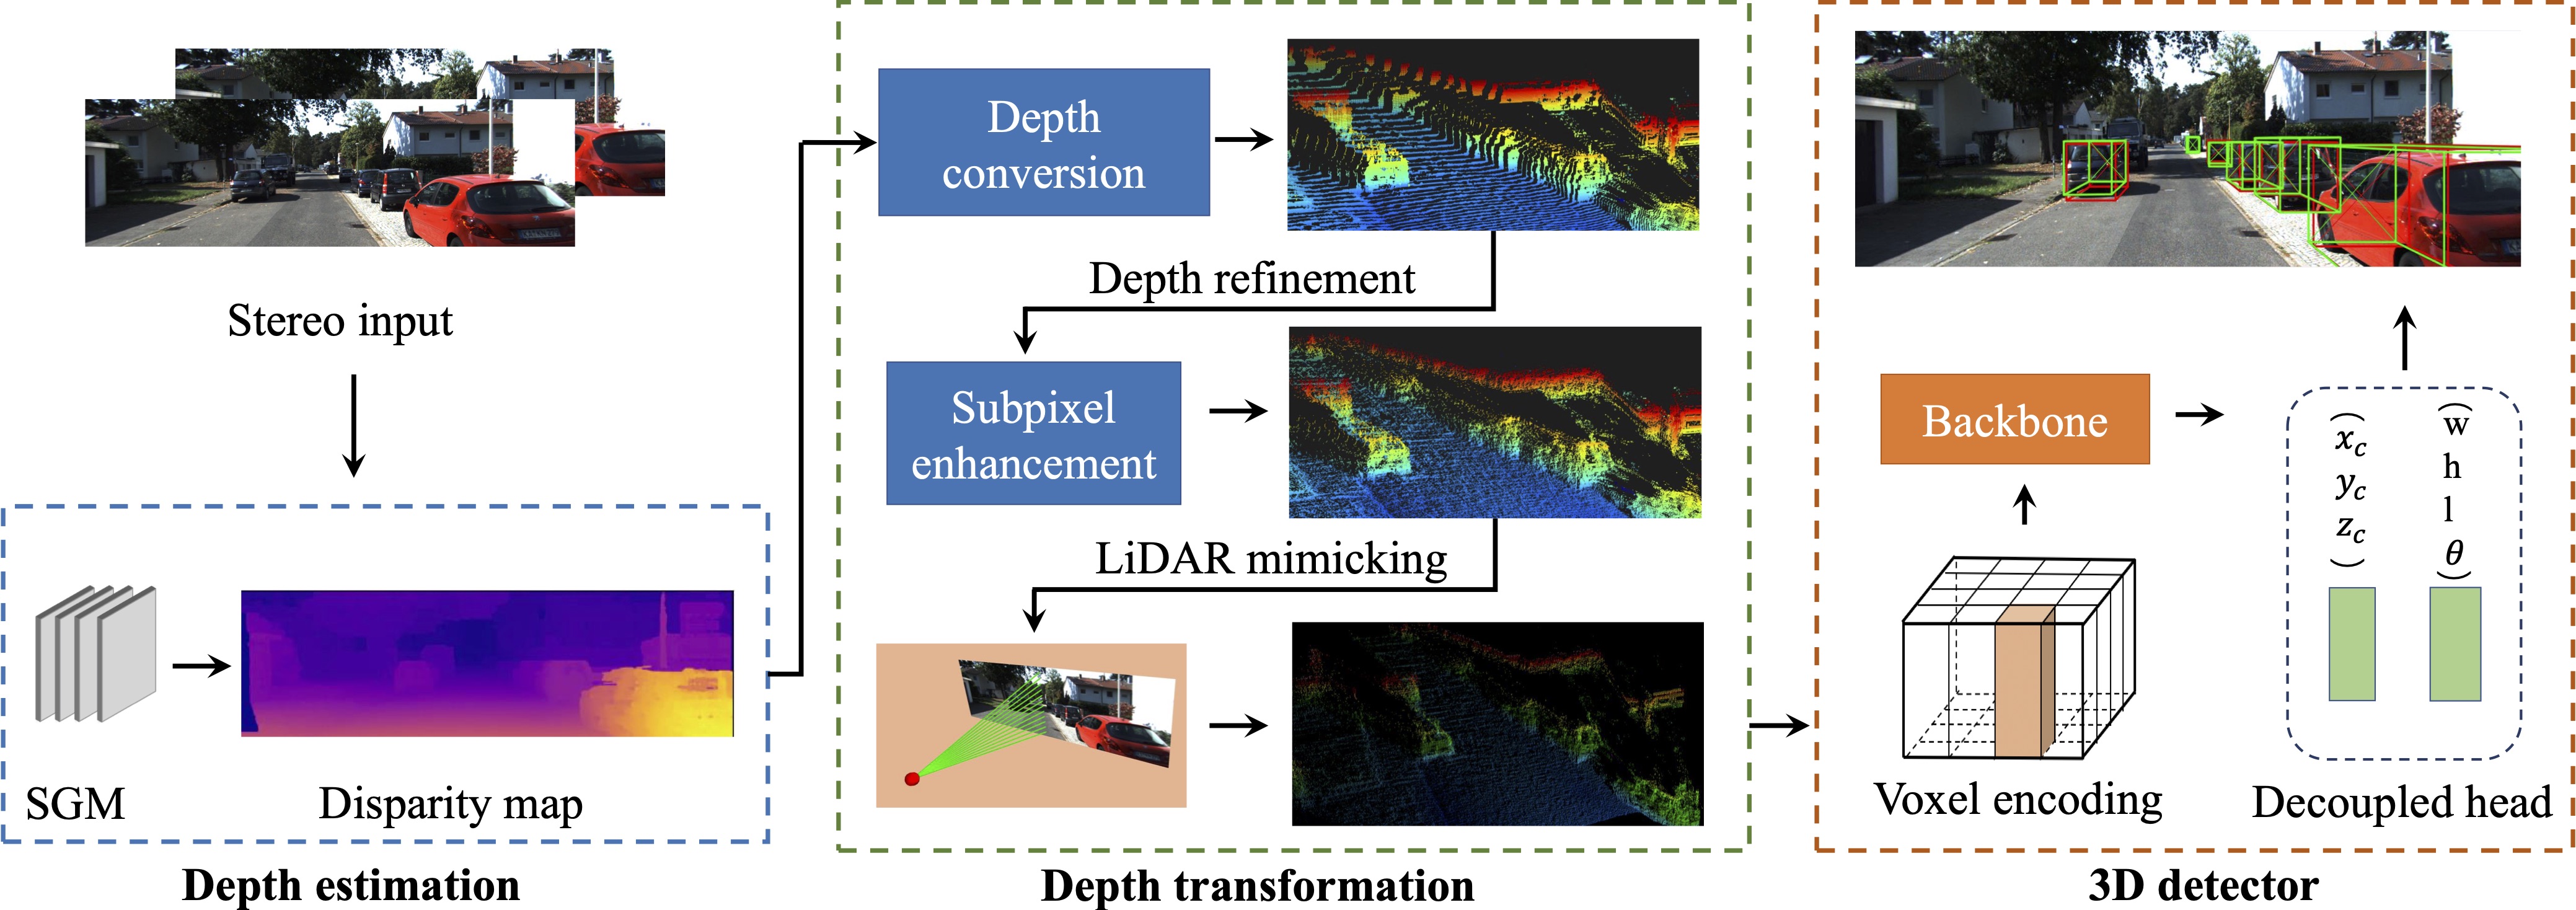 Stereo input
SGM
Disparity map
Depth estimation
Depth
conversion
Depth refinement
Subpixel
enhancement
LiDAR mimicking
Depth transformation
Voxel encoding
Backbone
(x_c
y_c
z_c)
(w
h
l
θ)
Decoupled head
3D detector